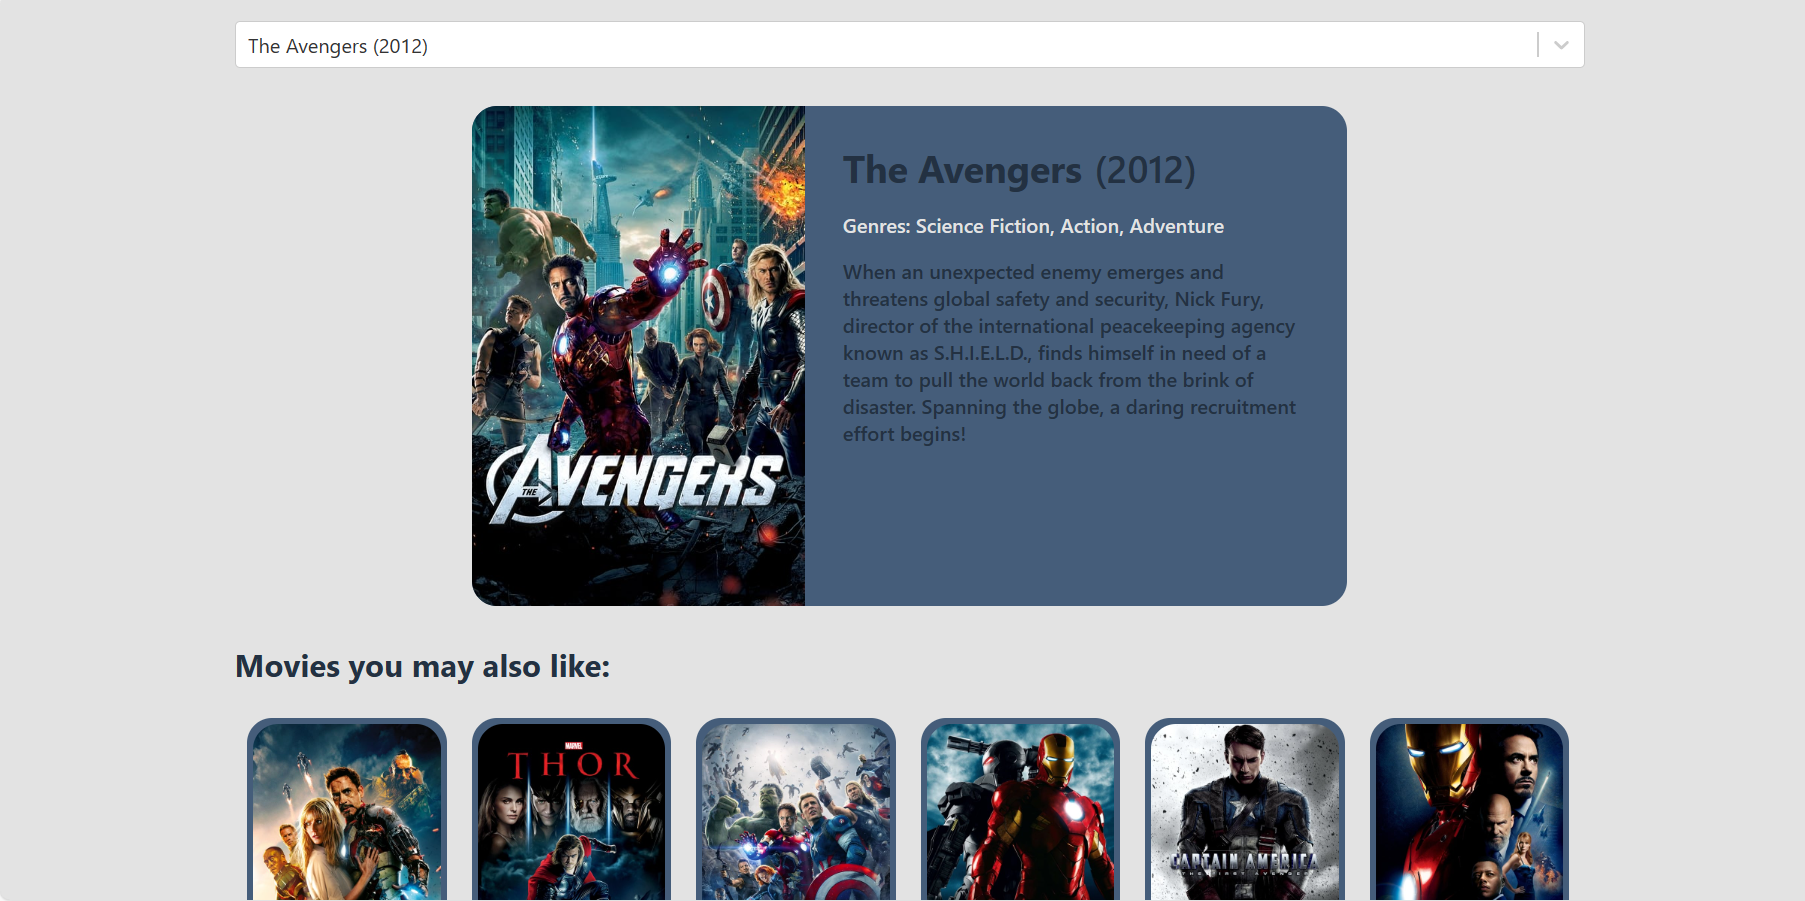 The Avengers (2012)
The Avengers (2012)
Genres: Science Fiction, Action, Adventure
When an unexpected enemy emerges and
threatens global safety and security, Nick Fury,
director of the international peacekeeping agency
known as S.H.I.E.L.D., finds himself in need of a
team to pull the world back from the brink of
disaster. Spanning the globe, a daring recruitment
effort begins!
THE AVENGERS
Movies you may also like:
MARVEL
THOR
CAPTAIN AMERICA
THE FIRST AVENGER